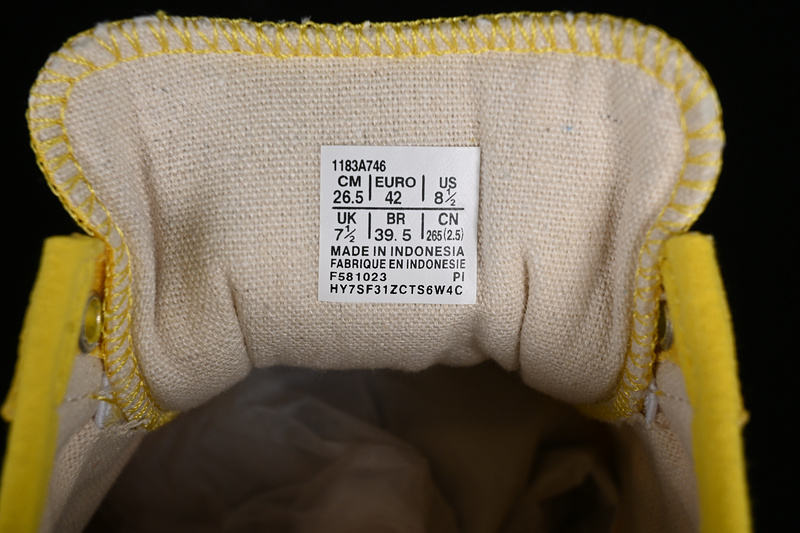 1183A746
CM EURO US
26.5 42 8½
UK BR CN
7½ 39.5 265(2.5)
MADE IN INDONESIA
FABRIQUE EN INDONESIE
F581023 PI
HY7SF31ZCTS6W4C